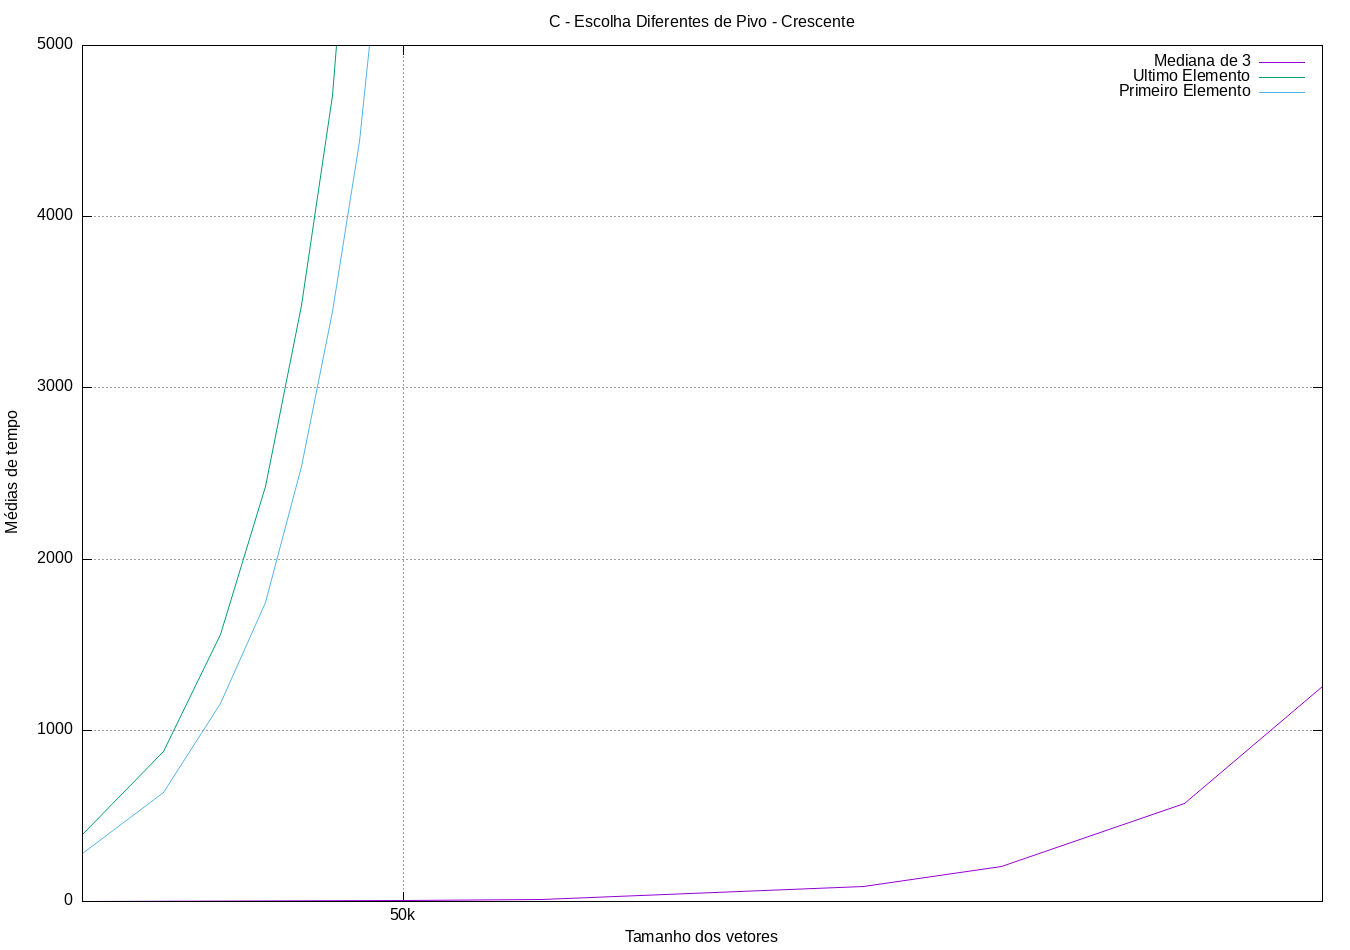 C - Escolha Diferentes de Pivo - Crescente
5000
4000
3000
2000
1000
0
Médias de tempo
Mediana de 3
Ultimo Elemento
Primeiro Elemento
50k
Tamanho dos vetores